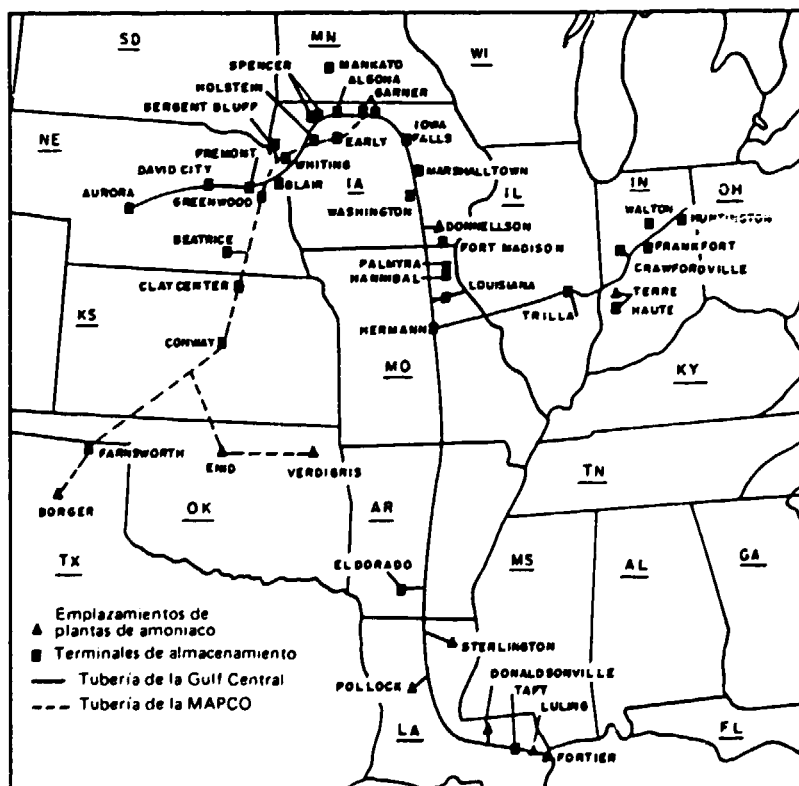 SD
MN
WI
SPENCER
MANKATO
ALGONA
GARNER
HOLSTEIN
SERGENT BLUFF
NE
FREMONT
EARLY
IOWA
FALLS
DAVID CITY
WHITING
MARSHALLTOWN
AURORA
GREENWOOD
BLAIR
IA
WASHINGTON
IL
IN
OH
WALTON
HUNTINGTON
BEATRICE
DONNELLSON
FORT MADISON
FRANKFORT
CRAWFORDVILLE
PALMYRA
HANNIBAL
CLAY CENTER
LOUISIANA
TERRE
HAUTE
KS
CONWAY
HERMANN
TRILLA
MO
KY
FARNSWORTH
ENID
VERDIGRIS
TN
BORGER
OK
AR
TX
ELDORADO
MS
AL
GA
Emplazamientos de
plantas de amoniaco
Terminales de almacenamiento
Tubería de la Gulf Central
Tubería de la MAPCO
STERLINGTON
POLLOCK
DONALDSONVILLE
TAFT
LULING
LA
FORTIER
FL